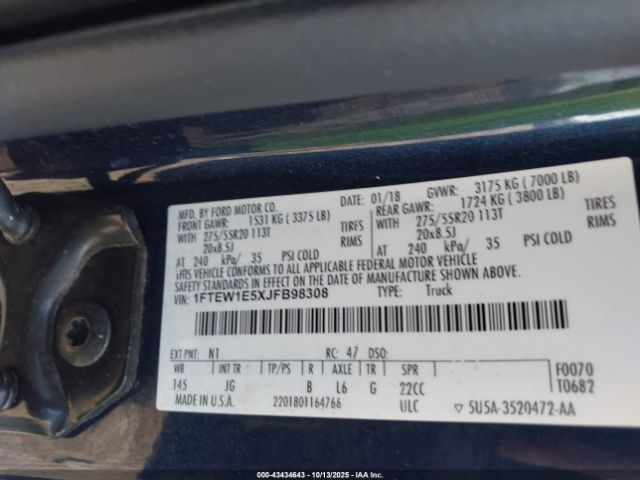 MFD. BY FORD MOTOR CO. DATE: 01/18 GVWR: 3175 KG ( 7000 LB)
FRONT GAWR: 1531 KG ( 3375 LB) REAR GAWR: 1724 KG ( 3800 LB)
WITH 275/55R20 113T TIRES WITH 275/55R20 113T TIRES
20x8.5J RIMS 20x8.5J RIMS
AT 240 kPa/ 35 PSI COLD AT 240 kPa/ 35 PSI COLD
THIS VEHICLE CONFORMS TO ALL APPLICABLE FEDERAL MOTOR VEHICLE
SAFETY STANDARDS IN EFFECT ON THE DATE OF MANUFACTURE SHOWN ABOVE.
VIN: 1FTEW1E5XJFB98308 TYPE: Truck
EXT PNT: N1 RC: 47 DSO:
WB INT TR TP/PS R AXLE TR SPR F0070
145 JG B L6 G 22CC T0682
MADE IN U.S.A. 2201801164766 ULC ▽ 5U5A-3520472-AA
© 43434643 | 10/13/2025 | IAA Holdings, LLC